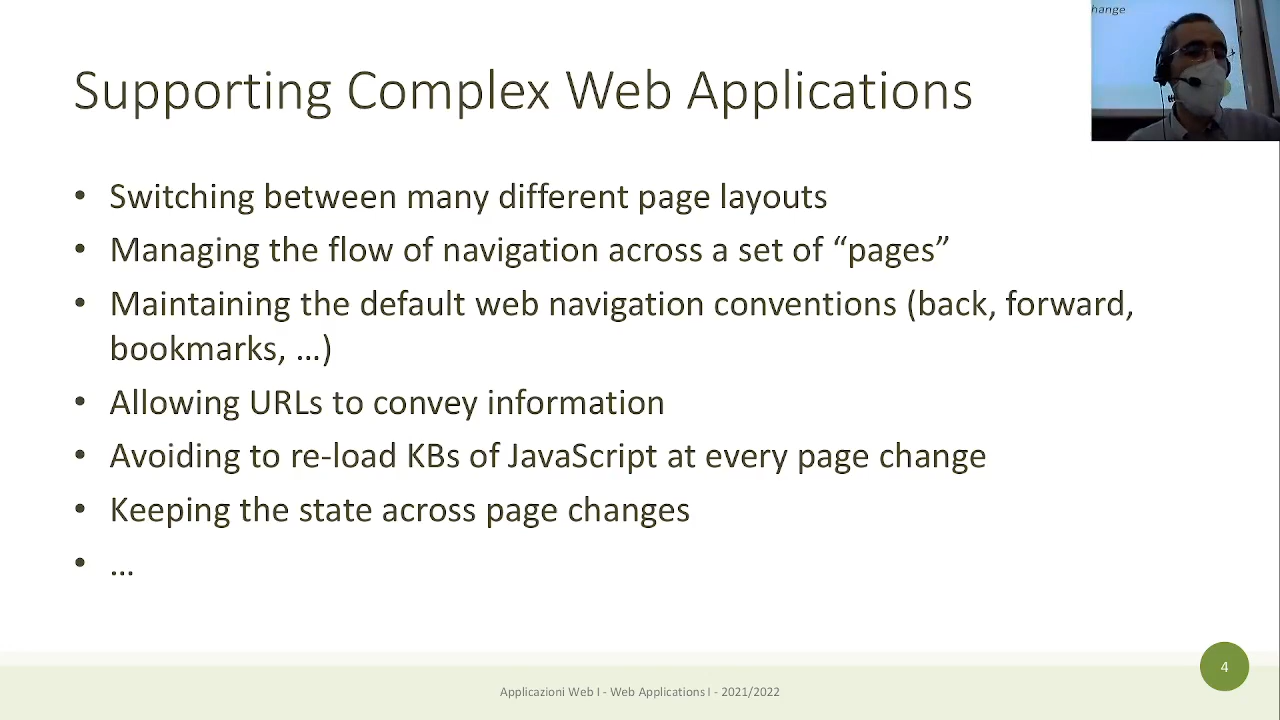 hange
Supporting Complex Web Applications
• Switching between many different page layouts
• Managing the flow of navigation across a set of “pages”
• Maintaining the default web navigation conventions (back, forward,
bookmarks, …)
• Allowing URLs to convey information
• Avoiding to re-load KBs of JavaScript at every page change
• Keeping the state across page changes
• …
4
Applicazioni Web I - Web Applications I - 2021/2022